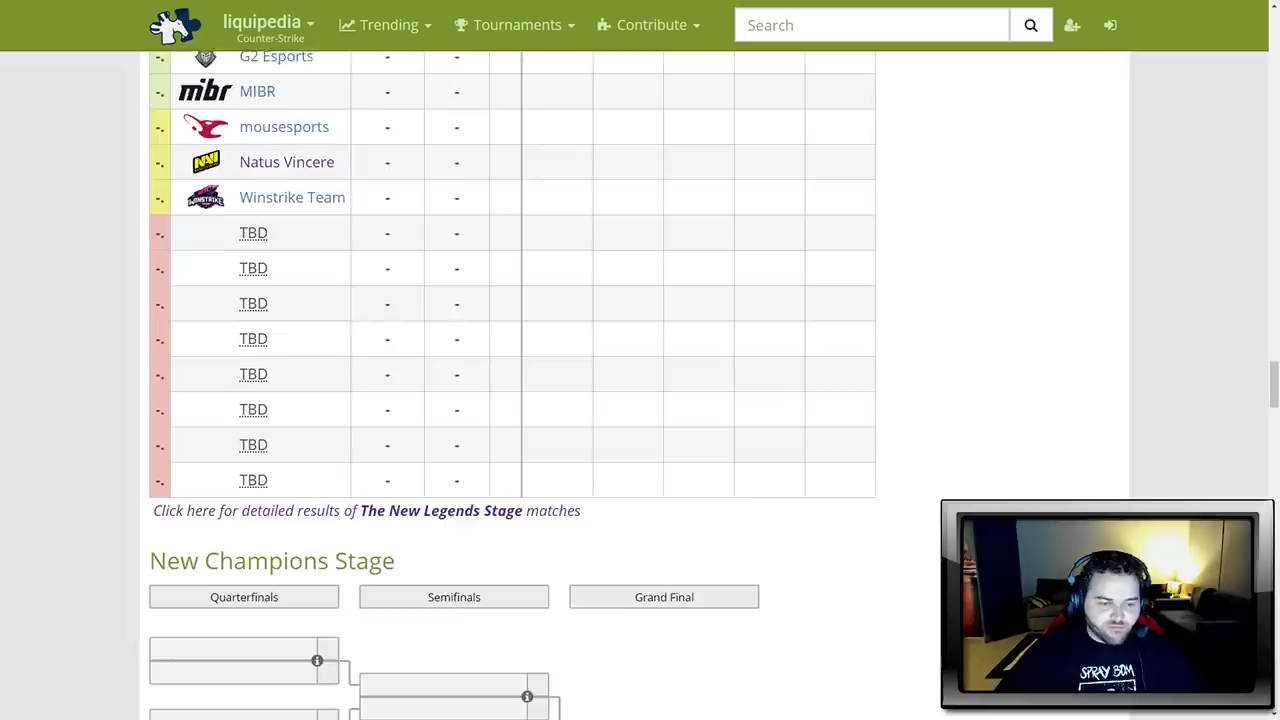 liquipedia
Counter-Strike
Trending
Tournaments
Contribute
Search
-. G2 Esports - -
-. mibr MIBR - -
-. mousesports - -
-. NAVI Natus Vincere - -
-. WINSTRIKE Winstrike Team - -
-. TBD - -
-. TBD - -
-. TBD - -
-. TBD - -
-. TBD - -
-. TBD - -
-. TBD - -
-. TBD - -
Click here for detailed results of The New Legends Stage matches
New Champions Stage
Quarterfinals Semifinals Grand Final
SPRAY BDM